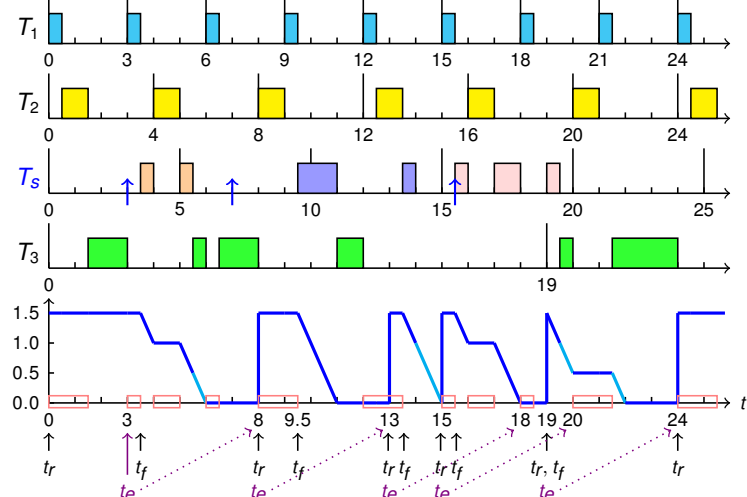 T1
0 3 6 9 12 15 18 21 24
T2
0 4 8 12 16 20 24
Ts
0 5 10 15 20 25
T3
0 19
1.5
1.0
0.5
0.0
t
0 3 8 9.5 13 15 18 19 20 24
tr tf tr tf tr tf tr tf tr, tf tr
te te te te te